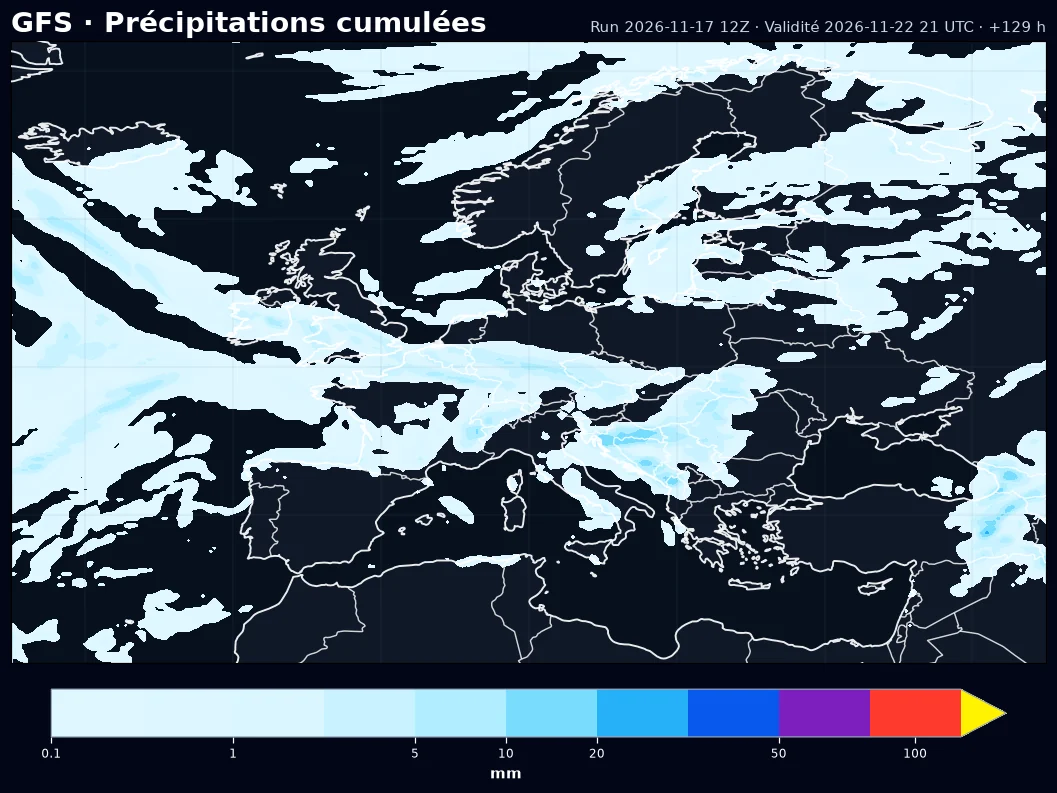 GFS · Précipitations cumulées
Run 2026-11-17 12Z · Validité 2026-11-22 21 UTC · +129 h
0.1 1 5 10 20 50 100
mm